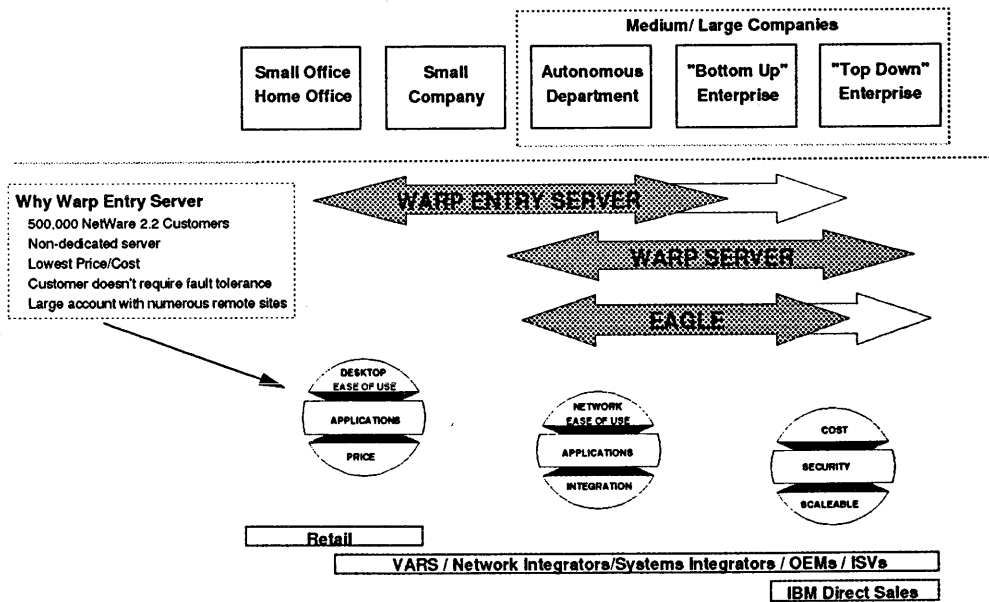 Medium/ Large Companies
Small Office
Home Office
Small
Company
Autonomous
Department
"Bottom Up"
Enterprise
"Top Down"
Enterprise
Why Warp Entry Server
500,000 NetWare 2.2 Customers
Non-dedicated server
Lowest Price/Cost
Customer doesn't require fault tolerance
Large account with numerous remote sites
WARP ENTRY SERVER
WARP SERVER
EAGLE
DESKTOP
EASE OF USE
APPLICATIONS
PRICE
NETWORK
EASE OF USE
APPLICATIONS
INTEGRATION
COST
SECURITY
SCALEABLE
Retail
VARS / Network Integrators/Systems Integrators / OEMs / ISVs
IBM Direct Sales